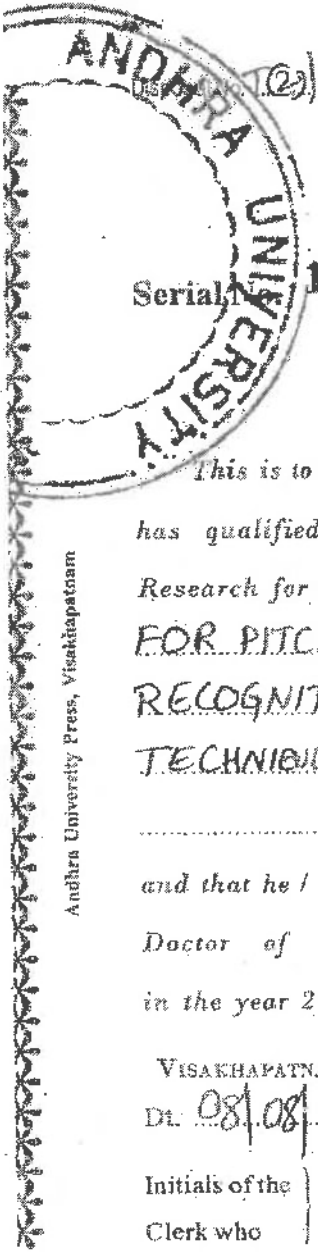 ANDHRA UNIVERSITY
(2)
Serial
This is to
has qualified
Research for
FOR PITC
RECOGNIT
TECHNI
and that he /
Doctor of
in the year 2
VISAKHAPATN
Dt. 08/08/
Initials of the }
Clerk who
Andhra University Press, Visakhapatnam